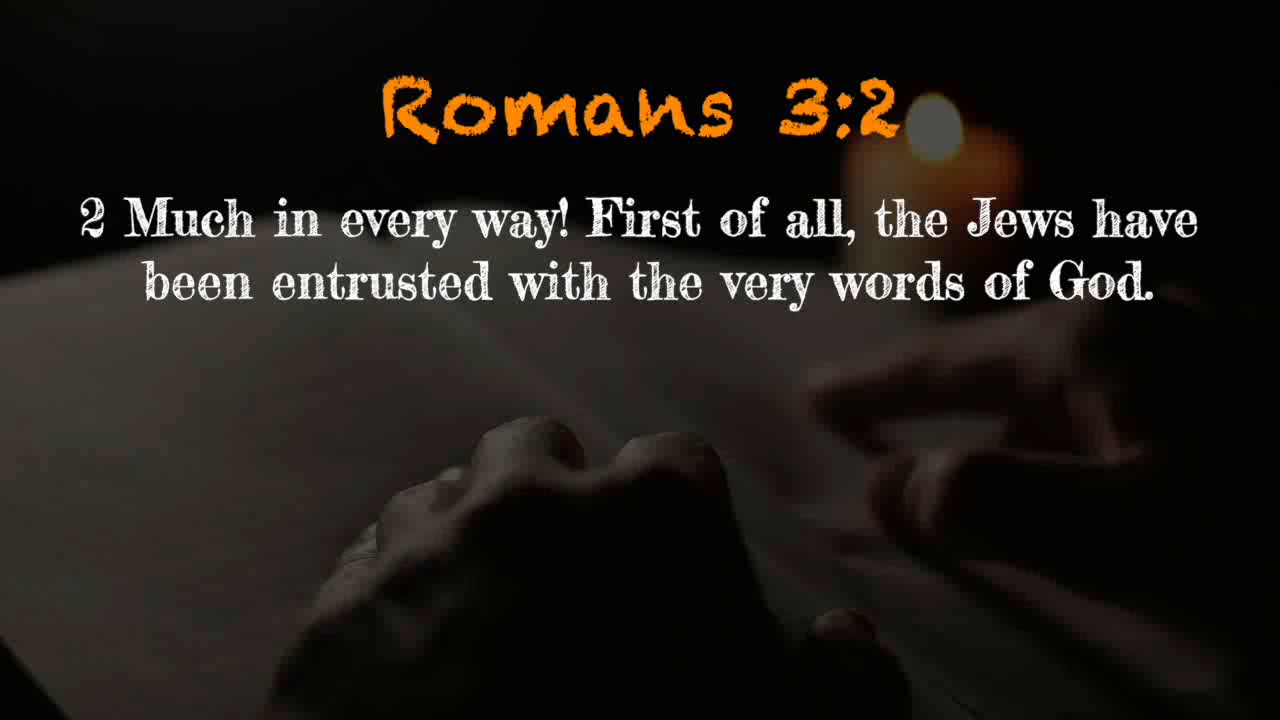 Romans 3:2
2 Much in every way! First of all, the Jews have
been entrusted with the very words of God.